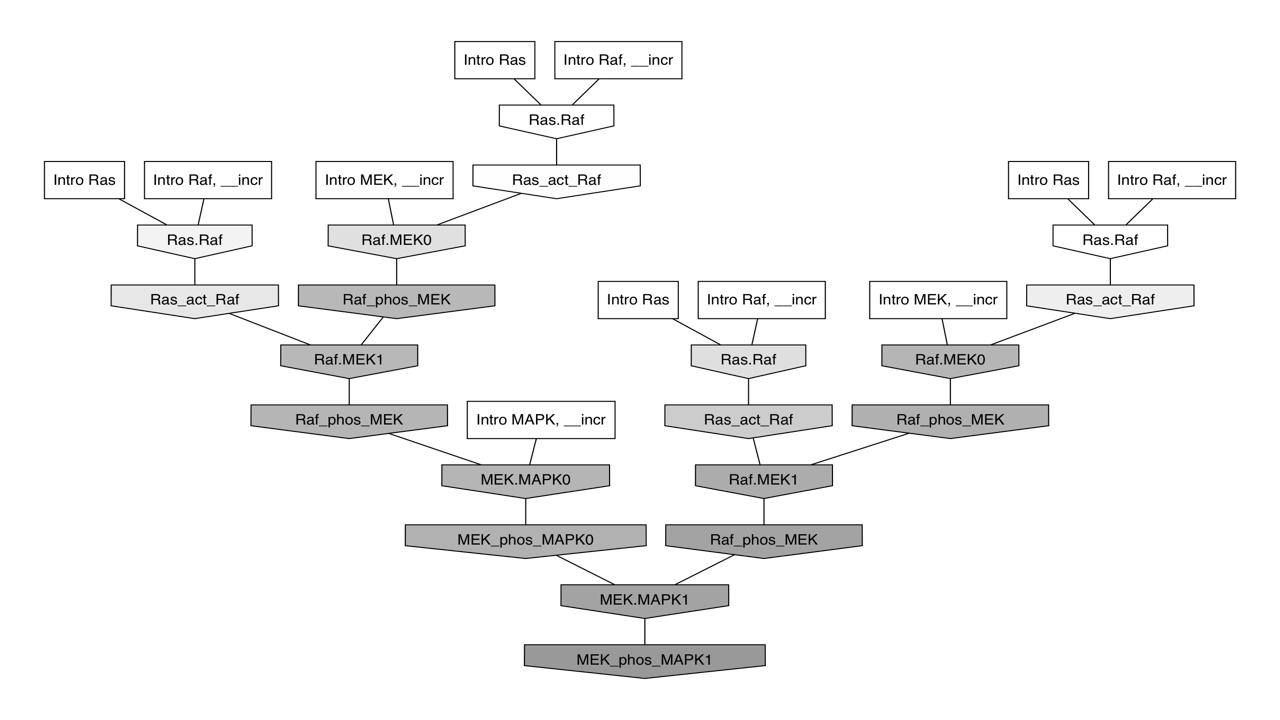 Intro Ras
Intro Raf, __incr
Ras.Raf
Intro Ras
Intro Raf, __incr
Intro MEK, __incr
Ras_act_Raf
Intro Ras
Intro Raf, __incr
Ras.Raf
Raf.MEK0
Ras.Raf
Ras_act_Raf
Raf_phos_MEK
Intro Ras
Intro Raf, __incr
Intro MEK, __incr
Ras_act_Raf
Raf.MEK1
Ras.Raf
Raf.MEK0
Raf_phos_MEK
Intro MAPK, __incr
Ras_act_Raf
Raf_phos_MEK
MEK.MAPK0
Raf.MEK1
MEK_phos_MAPK0
Raf_phos_MEK
MEK.MAPK1
MEK_phos_MAPK1